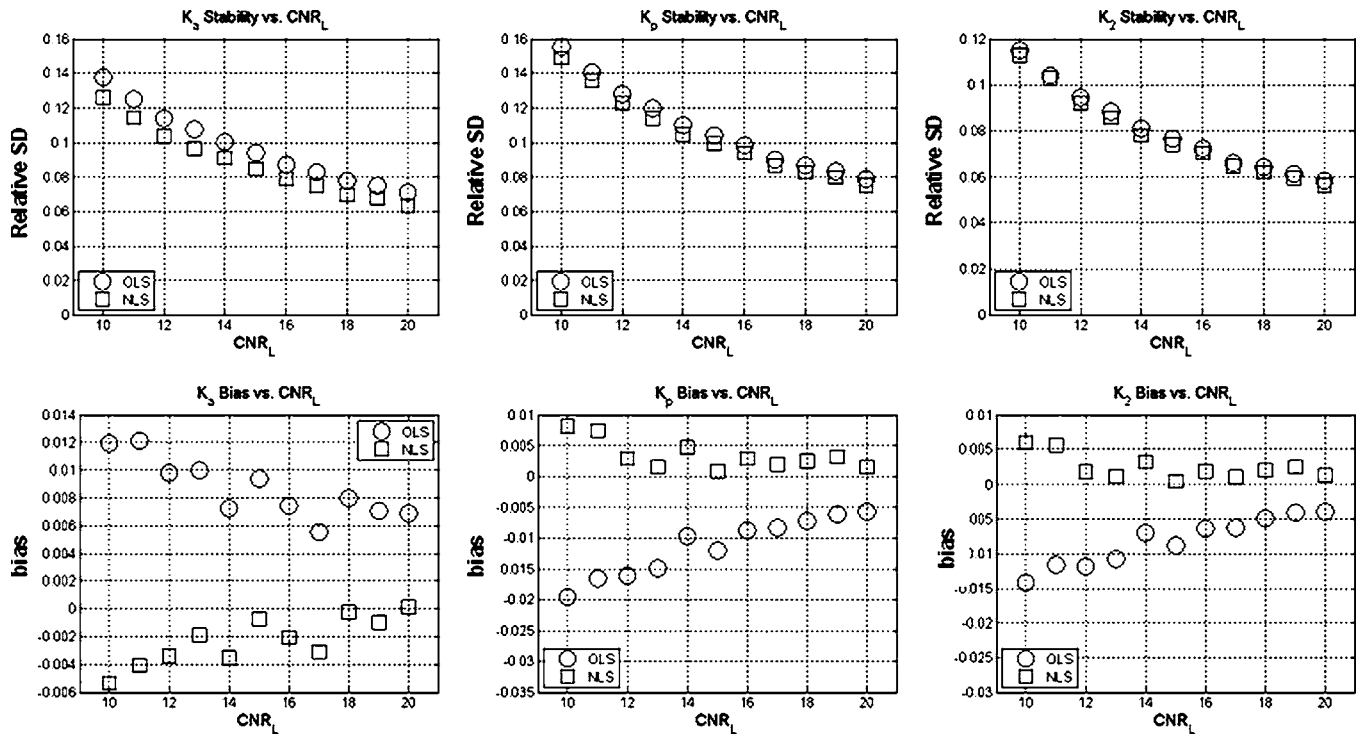 Ka Stability vs. CNRL
0.16
0.14
0.12
0.1
0.08
0.06
0.04
0.02
0
Relative SD
OLS
NLS
10 12 14 16 18 20
CNRL
Kp Stability vs. CNRL
0.16
0.14
0.12
0.1
0.08
0.06
0.04
0.02
0
Relative SD
OLS
NLS
10 12 14 16 18 20
CNRL
K2 Stability vs. CNRL
0.12
0.1
0.08
0.06
0.04
0.02
0
Relative SD
OLS
NLS
10 12 14 16 18 20
CNRL
Ka Bias vs. CNRL
0.014
0.012
0.01
0.008
0.006
0.004
0.002
0
-0.002
-0.004
-0.006
bias
OLS
NLS
10 12 14 16 18 20
CNRL
Kp Bias vs. CNRL
0.01
0.005
0
-0.005
-0.01
-0.015
-0.02
-0.025
-0.03
-0.035
bias
OLS
NLS
10 12 14 16 18 20
CNRL
K2 Bias vs. CNRL
0.01
0.005
0
005
0.01
-0.015
-0.02
-0.025
-0.03
bias
OLS
NLS
10 12 14 16 18 20
CNRL